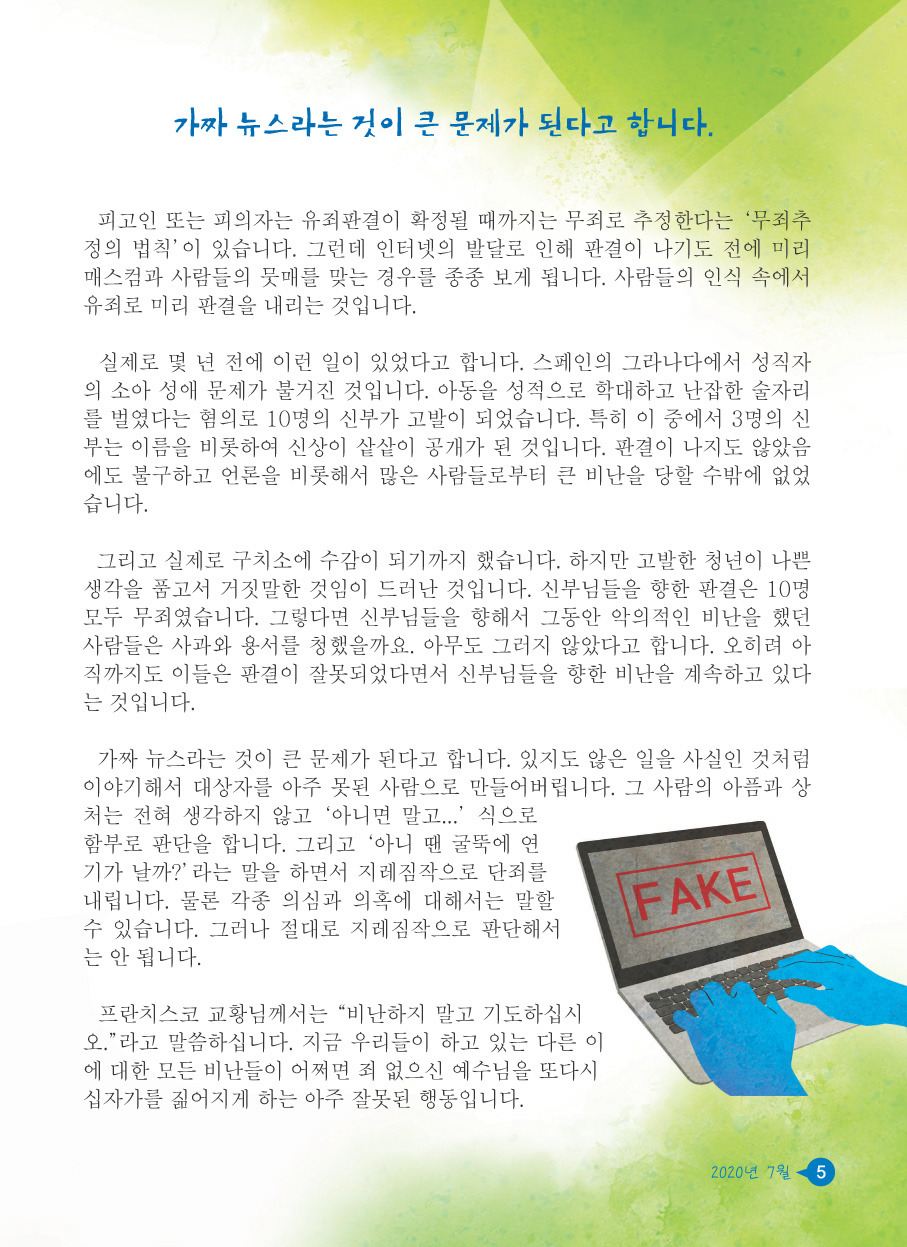 가짜 뉴스라는 것이 큰 문제가 된다고 합니다.
피고인 또는 피의자는 유죄판결이 확정될 때까지는 무죄로 추정한다는 ‘무죄추
정의 법칙’이 있습니다. 그런데 인터넷의 발달로 인해 판결이 나기도 전에 미리
매스컴과 사람들의 뭇매를 맞는 경우를 종종 보게 됩니다. 사람들의 인식 속에서
유죄로 미리 판결을 내리는 것입니다.
실제로 몇 년 전에 이런 일이 있었다고 합니다. 스페인의 그라나다에서 성직자
의 소아 성애 문제가 불거진 것입니다. 아동을 성적으로 학대하고 난잡한 술자리
를 벌였다는 혐의로 10명의 신부가 고발이 되었습니다. 특히 이 중에서 3명의 신
부는 이름을 비롯하여 신상이 샅샅이 공개가 된 것입니다. 판결이 나지도 않았음
에도 불구하고 언론을 비롯해서 많은 사람들로부터 큰 비난을 당할 수밖에 없었
습니다.
그리고 실제로 구치소에 수감이 되기까지 했습니다. 하지만 고발한 청년이 나쁜
생각을 품고서 거짓말한 것임이 드러난 것입니다. 신부님들을 향한 판결은 10명
모두 무죄였습니다. 그렇다면 신부님들을 향해서 그동안 악의적인 비난을 했던
사람들은 사과와 용서를 청했을까요. 아무도 그러지 않았다고 합니다. 오히려 아
직까지도 이들은 판결이 잘못되었다면서 신부님들을 향한 비난을 계속하고 있다
는 것입니다.
가짜 뉴스라는 것이 큰 문제가 된다고 합니다. 있지도 않은 일을 사실인 것처럼
이야기해서 대상자를 아주 못된 사람으로 만들어버립니다. 그 사람의 아픔과 상
처는 전혀 생각하지 않고 ‘아니면 말고...’ 식으로
함부로 판단을 합니다. 그리고 ‘아니 땐 굴뚝에 연
기가 날까?’라는 말을 하면서 지레짐작으로 단죄를
내립니다. 물론 각종 의심과 의혹에 대해서는 말할
수 있습니다. 그러나 절대로 지레짐작으로 판단해서
는 안 됩니다.
FAKE
프란치스코 교황님께서는 “비난하지 말고 기도하십시
오.”라고 말씀하십니다. 지금 우리들이 하고 있는 다른 이
에 대한 모든 비난들이 어쩌면 죄 없으신 예수님을 또다시
십자가를 짊어지게 하는 아주 잘못된 행동입니다.
2020년 7월 5